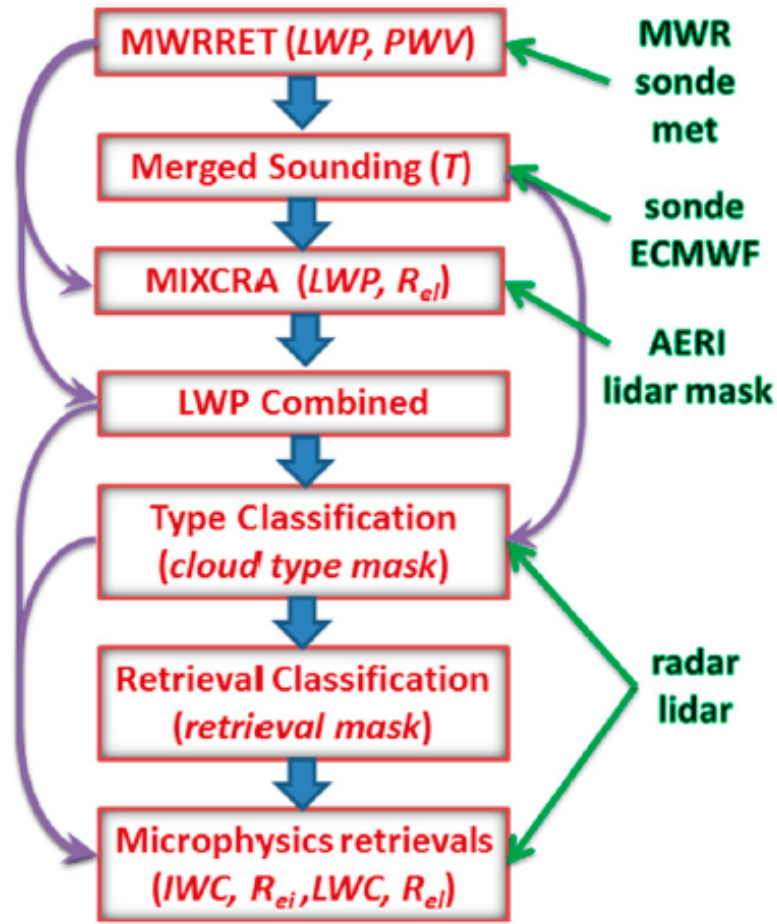 MWRRET (LWP, PWV)
MWR
sonde
met
Merged Sounding (T)
sonde
ECMWF
MIXCRA (LWP, Rel)
AERI
lidar mask
LWP Combined
Type Classification
(cloud type mask)
Retrieval Classification
(retrieval mask)
radar
lidar
Microphysics retrievals
(IWC, Rei ,LWC, Rel)